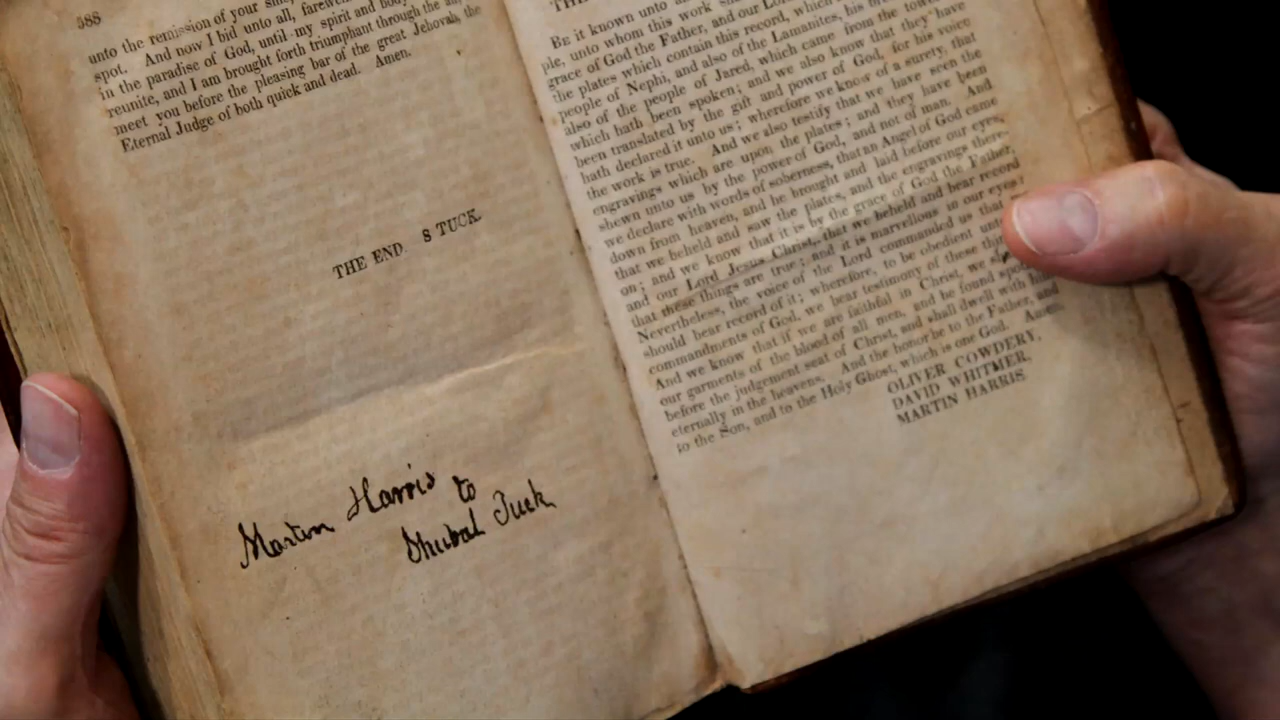 588
unto the remission of your sins,
spot. And now I bid unto all, farewell.
in the paradise of God, until my spirit and body
reunite, and I am brought forth triumphant through the air,
meet you before the pleasing bar of the great Jehovah, the
Eternal Judge of both quick and dead. Amen.
THE END. 8 TUCK.
Martin Harris to
Shubal Tuck
THE
BE it known unto
ple, unto whom this work
grace of God the Father, and our Lord
the plates which contain this record, which
people of Nephi, and also of the Lamanites, his
also of the people of Jared, which came from the tower
which hath been spoken; and we also know that they have
been translated by the gift and power of God, for his voice
hath declared it unto us; wherefore we know of a surety, that
the work is true. And we also testify that we have seen the
engravings which are upon the plates; and they have been
shewn unto us by the power of God, and not of man. And
we declare with words of soberness, that an Angel of God came
down from heaven, and he brought and laid before our eyes,
that we beheld and saw the plates, and the engravings there-
on; and we know that it is by the grace of God the Father,
and our Lord Jesus Christ, that we beheld and bear record
that these things are true; and it is marvellous in our eyes:
Nevertheless, the voice of the Lord commanded us that
should bear record of it; wherefore, to be obedient unto
commandments of God, we bear testimony of these
And we know that if we are faithful in Christ, we
our garments of the blood of all men, and be found
before the judgement seat of Christ, and shall dwell with
eternally in the heavens. And the honor be to the Father, and
to the Son, and to the Holy Ghost, which is one God. Amen.
OLIVER COWDERY,
DAVID WHITMER,
MARTIN HARRIS